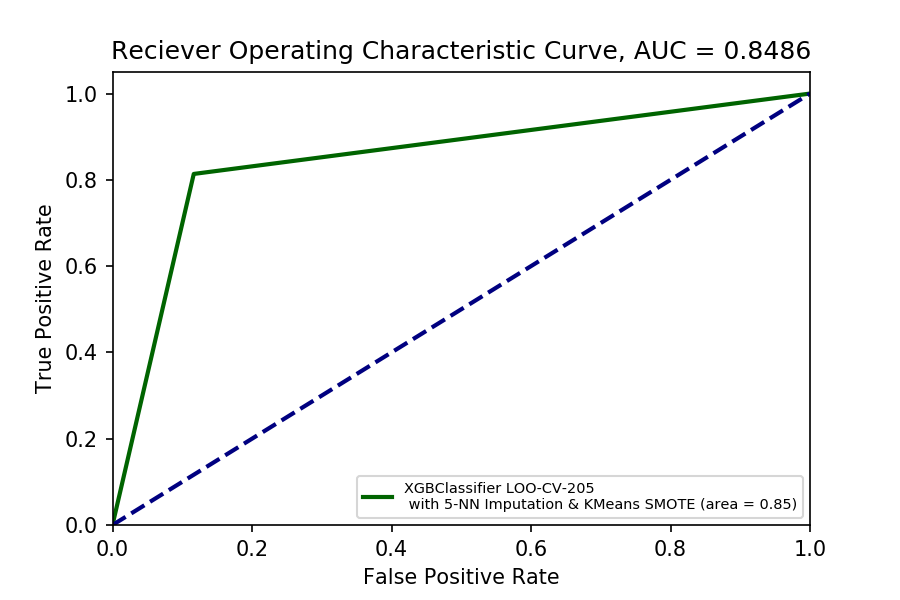 Reciever Operating Characteristic Curve, AUC = 0.8486
1.0
0.8
0.6
0.4
0.2
0.0
True Positive Rate
XGBClassifier LOO-CV-205
with 5-NN Imputation & KMeans SMOTE (area = 0.85)
0.0 0.2 0.4 0.6 0.8 1.0
False Positive Rate